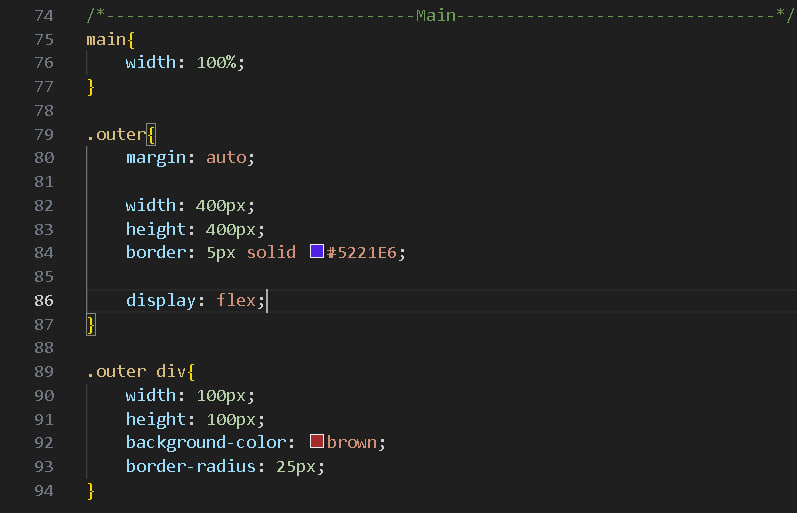 74 /*-------------------------------Main--------------------------------*/
75 main{
76     width: 100%;
77 }
78
79 .outer{
80     margin: auto;
81
82     width: 400px;
83     height: 400px;
84     border: 5px solid #5221E6;
85
86     display: flex;
87 }
88
89 .outer div{
90     width: 100px;
91     height: 100px;
92     background-color: brown;
93     border-radius: 25px;
94 }